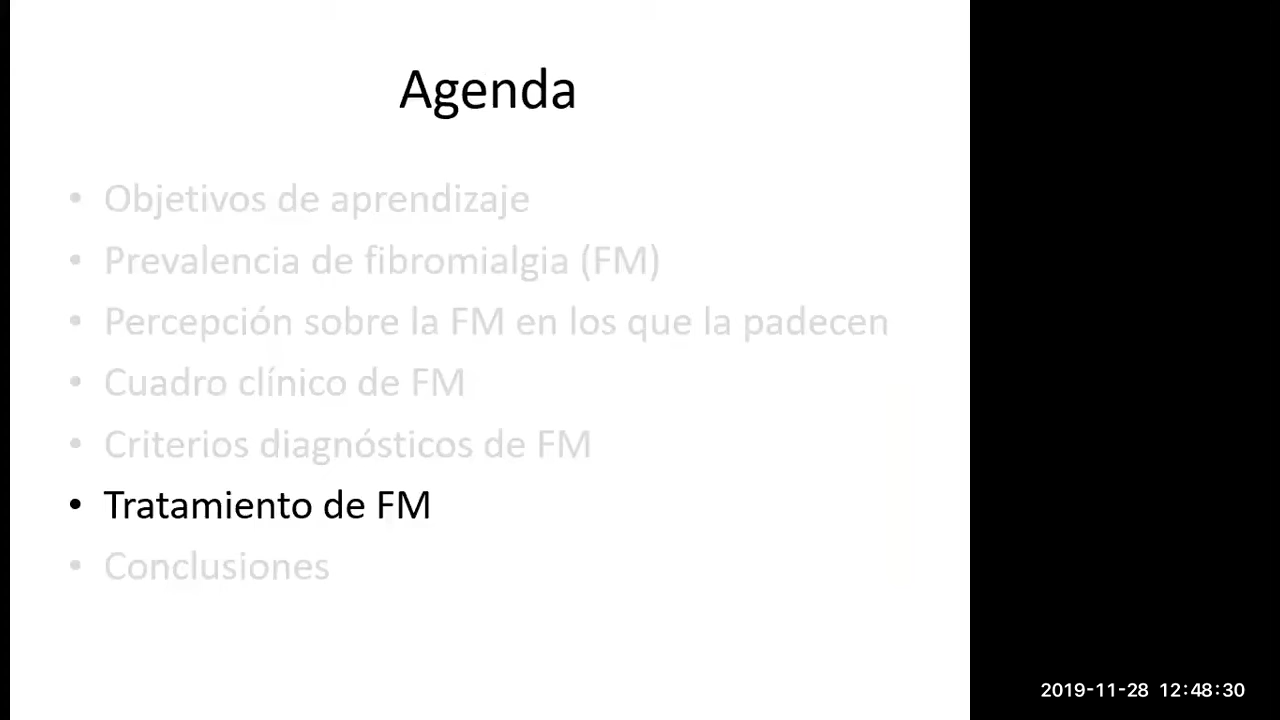 Agenda
• Objetivos de aprendizaje
• Prevalencia de fibromialgia (FM)
• Percepción sobre la FM en los que la padecen
• Cuadro clínico de FM
• Criterios diagnósticos de FM
• Tratamiento de FM
• Conclusiones
2019-11-28 12:48:30